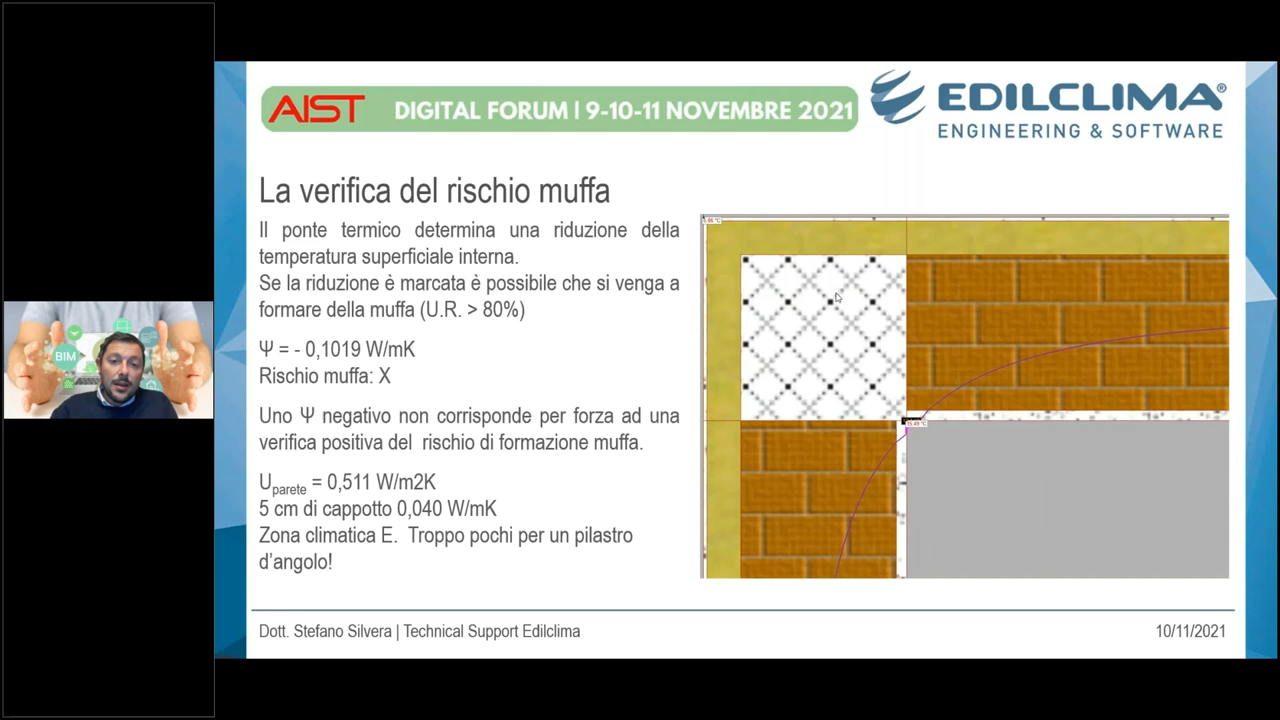 AIST
DIGITAL FORUM | 9-10-11 NOVEMBRE 2021
EDILCLIMA®
ENGINEERING & SOFTWARE
La verifica del rischio muffa
Il ponte termico determina una riduzione della
temperatura superficiale interna.
Se la riduzione è marcata è possibile che si venga a
formare della muffa (U.R. > 80%)
Ψ = - 0,1019 W/mK
Rischio muffa: X
Uno Ψ negativo non corrisponde per forza ad una
verifica positiva del rischio di formazione muffa.
Uparete = 0,511 W/m2K
5 cm di cappotto 0,040 W/mK
Zona climatica E. Troppo pochi per un pilastro
d'angolo!
BIM
15.49 °C
Dott. Stefano Silvera | Technical Support Edilclima
10/11/2021